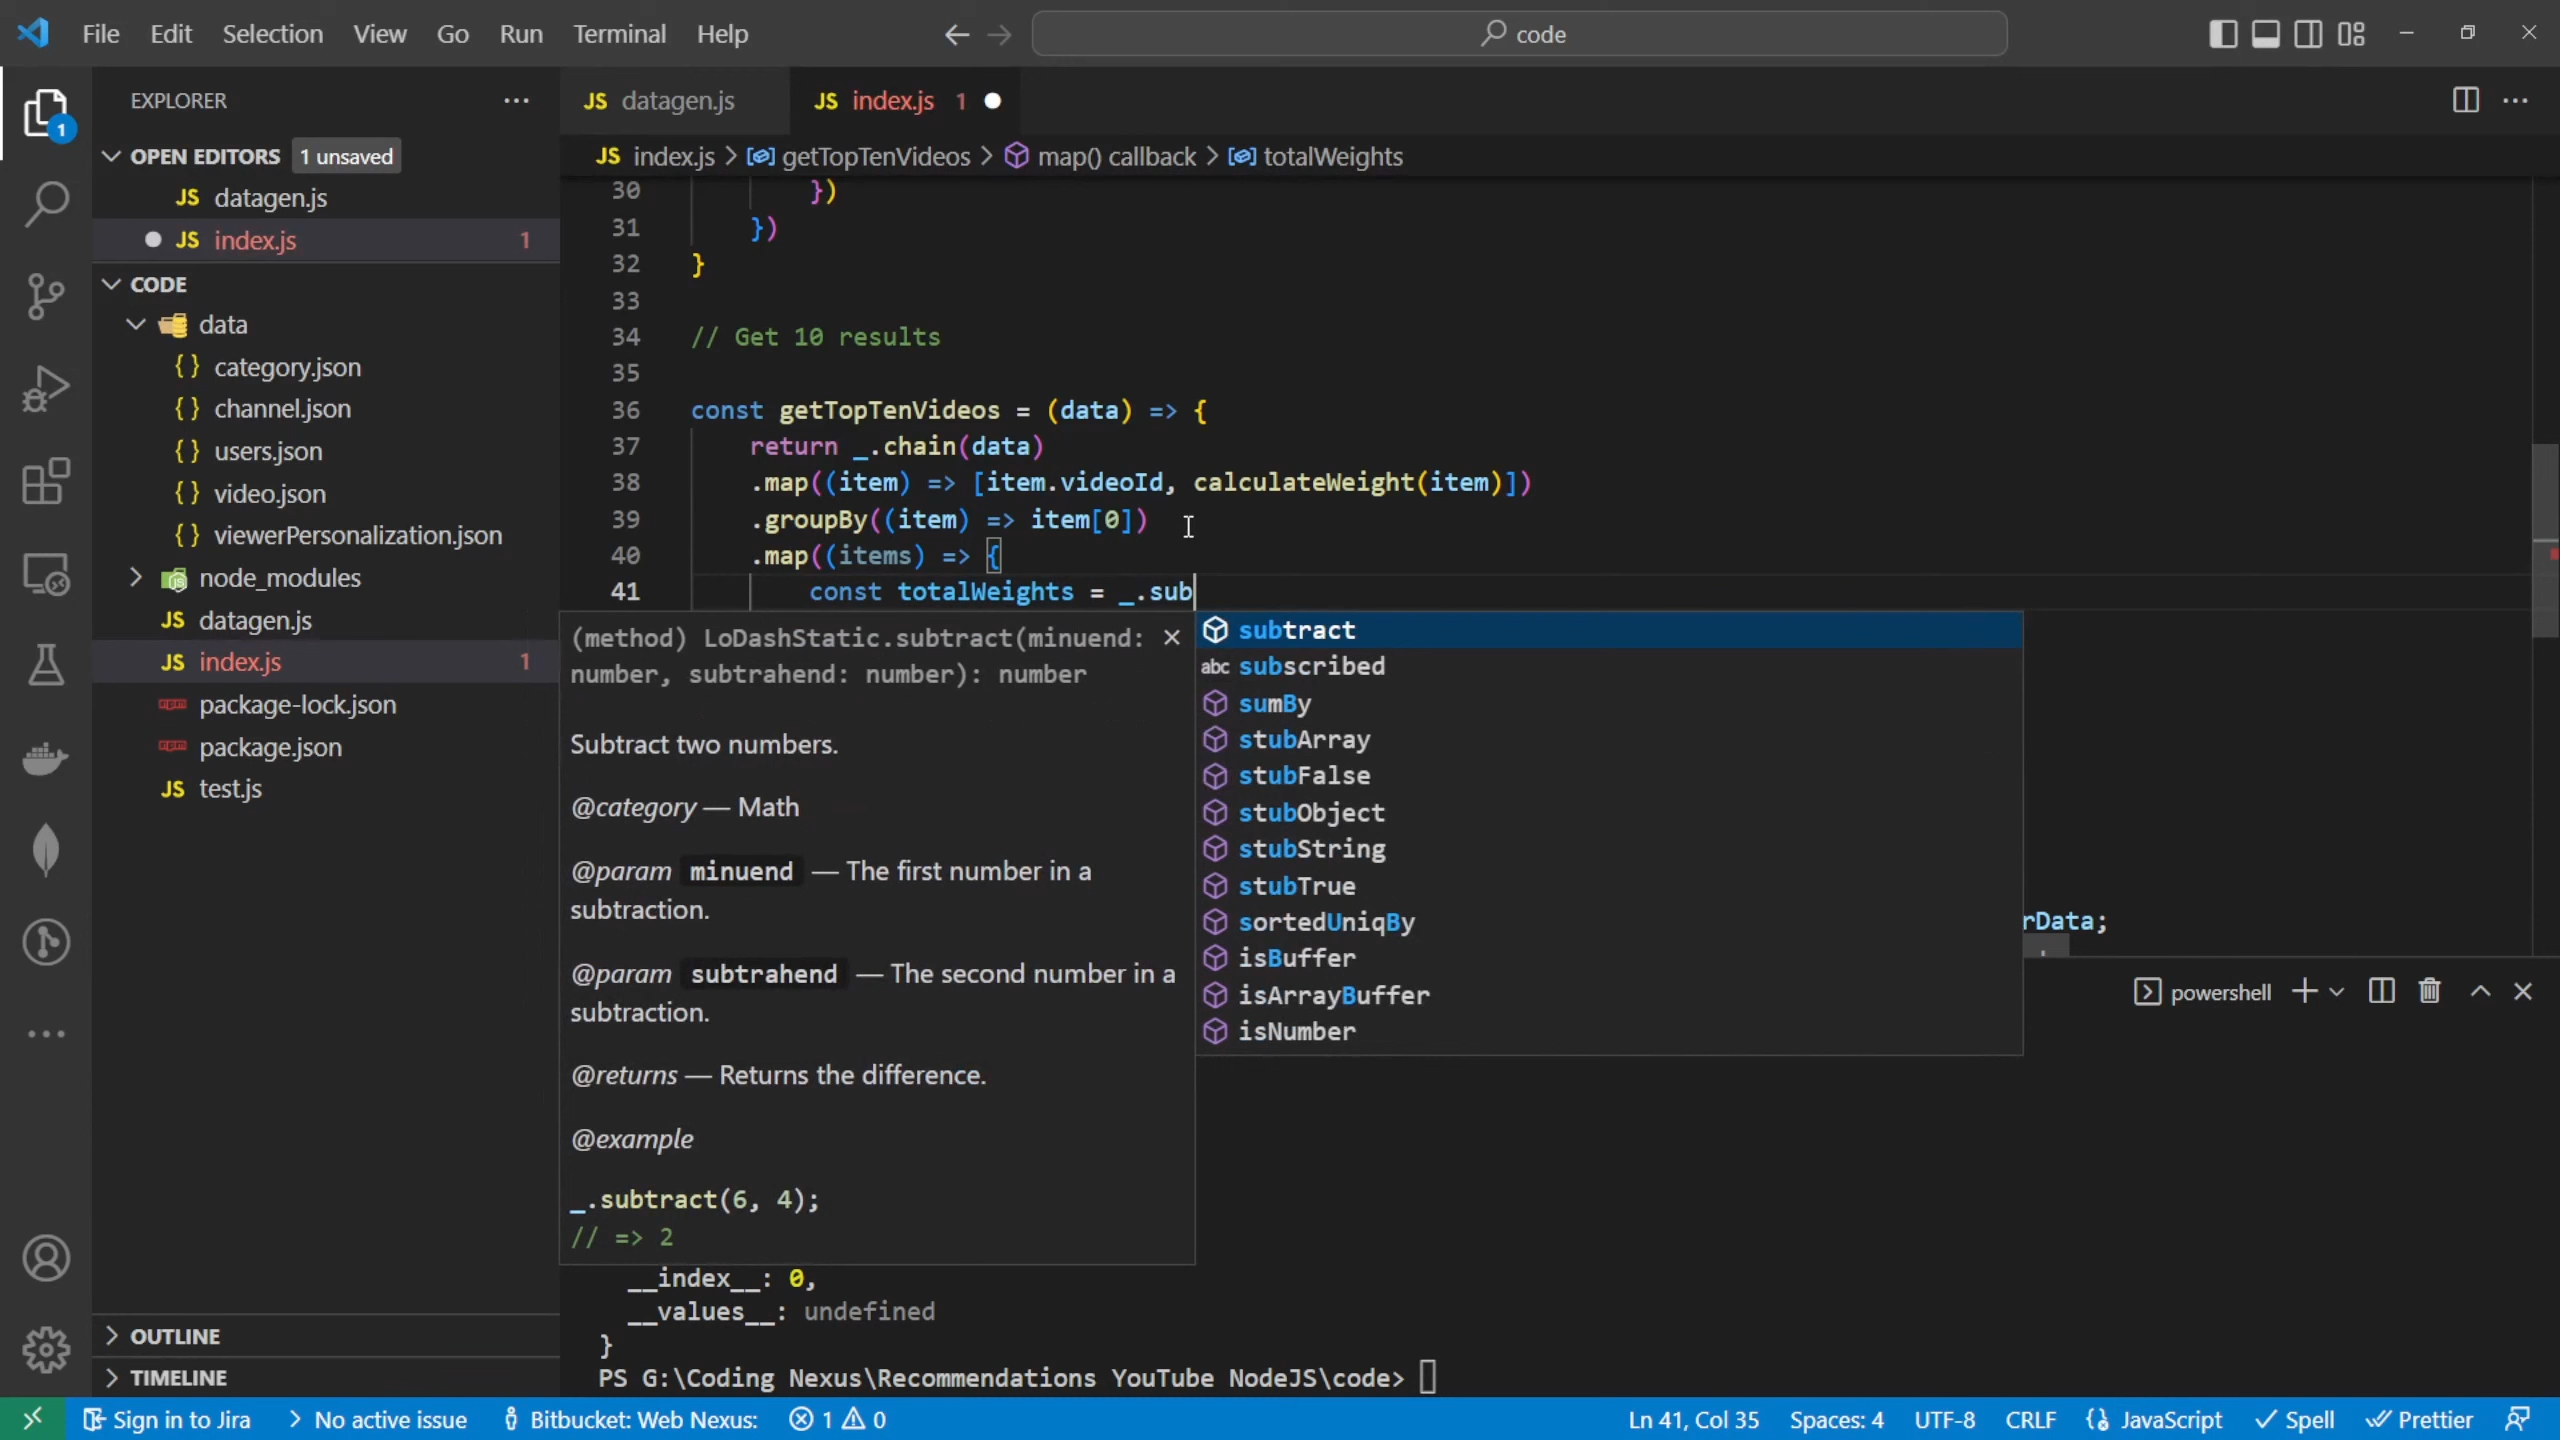 File Edit Selection View Go Run Terminal Help
code
EXPLORER
OPEN EDITORS 1 unsaved
JS datagen.js
JS index.js 1
CODE
data
{ } category.json
{ } channel.json
{ } users.json
{ } video.json
{ } viewerPersonalization.json
node_modules
JS datagen.js
JS index.js 1
package-lock.json
package.json
JS test.js
OUTLINE
TIMELINE
1
JS datagen.js JS index.js 1
JS index.js > getTopTenVideos > map() callback > totalWeights
30 })
31 })
32 }
33
34 // Get 10 results
35
36 const getTopTenVideos = (data) => {
37 return _.chain(data)
38 .map((item) => [item.videoId, calculateWeight(item)])
39 .groupBy((item) => item[0])
40 .map((items) => {
41 const totalWeights = _.sub
(method) LoDashStatic.subtract(minuend:
number, subtrahend: number): number
Subtract two numbers.
@category — Math
@param minuend — The first number in a
subtraction.
@param subtrahend — The second number in a
subtraction.
@returns — Returns the difference.
@example
_.subtract(6, 4);
// => 2
subtract
abc subscribed
sumBy
stubArray
stubFalse
stubObject
stubString
stubTrue
sortedUniqBy
isBuffer
isArrayBuffer
isNumber
rData;
powershell
__index__: 0,
__values__: undefined
}
PS G:\Coding Nexus\Recommendations YouTube NodeJS\code>
Sign in to Jira No active issue Bitbucket: Web Nexus: 1 0 Ln 41, Col 35 Spaces: 4 UTF-8 CRLF JavaScript Spell Prettier